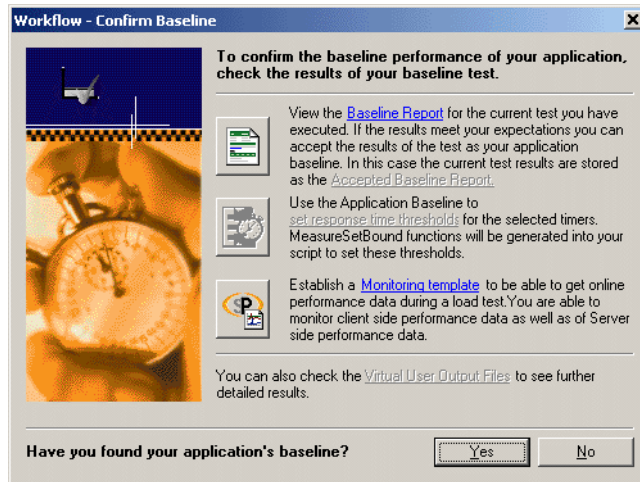 Workflow - Confirm Baseline
To confirm the baseline performance of your application,
check the results of your baseline test.
View the Baseline Report for the current test you have
executed. If the results meet your expectations you can
accept the results of the test as your application
baseline. In this case the current test results are stored
as the Accepted Baseline Report.
Use the Application Baseline to
set response time thresholds for the selected timers.
MeasureSetBound functions will be generated into your
script to set these thresholds.
Establish a Monitoring template to be able to get online
performance data during a load test.You are able to
monitor client side performance data as well as of Server
side performance data.
You can also check the Virtual User Output Files to see further
detailed results.
Have you found your application's baseline?
Yes
No